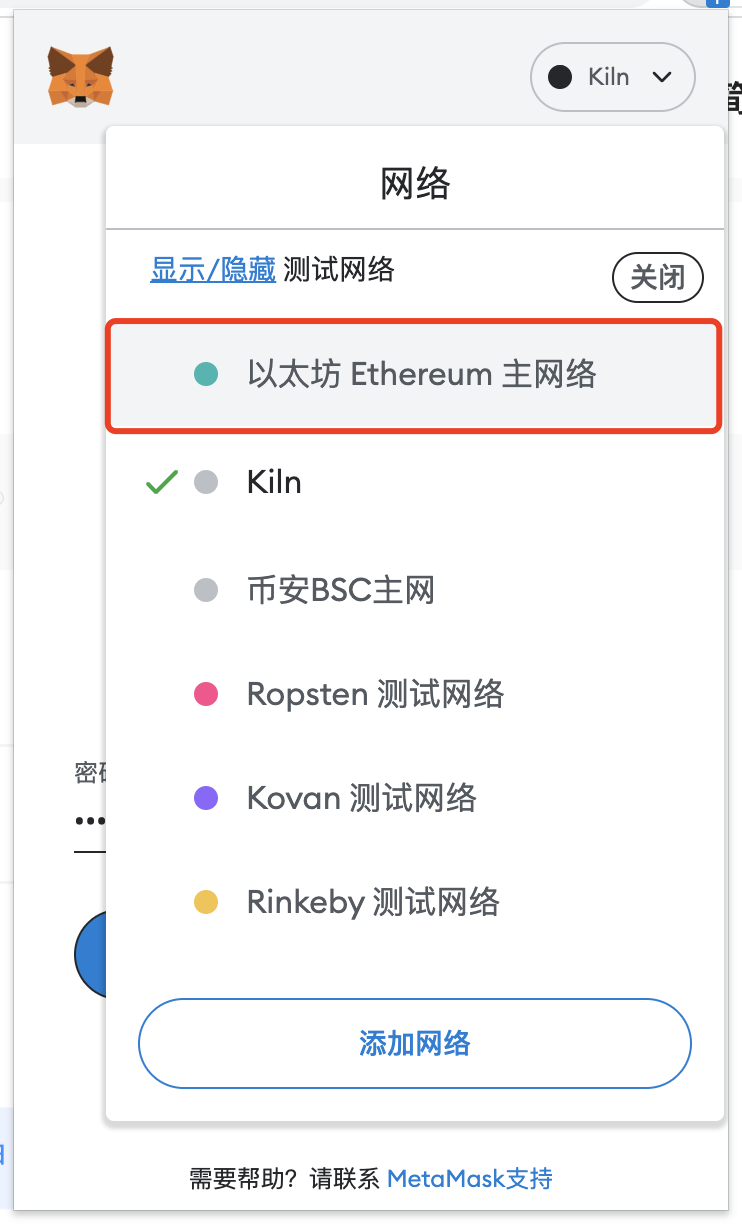 Kiln
网络
显示/隐藏 测试网络
关闭
以太坊 Ethereum 主网络
Kiln
币安BSC主网
Ropsten 测试网络
密
Kovan 测试网络
•••
Rinkeby 测试网络
添加网络
需要帮助？请联系 MetaMask支持